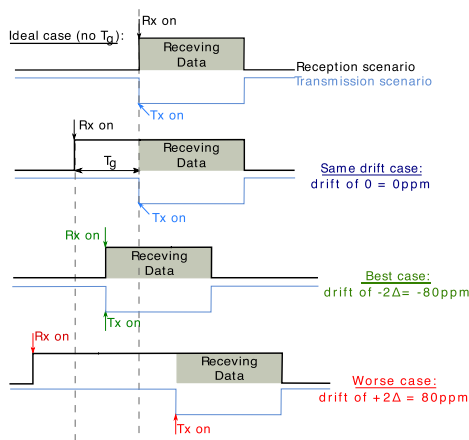 Rx on
Ideal case (no Tg):
Receving
Data
Reception scenario
Transmission scenario
Tx on
Rx on
Tg
Receving
Data
Same drift case:
drift of 0 = 0ppm
Tx on
Rx on
Receving
Data
Best case:
drift of -2Δ= -80ppm
Tx on
Rx on
Receving
Data
Worse case:
drift of +2Δ = 80ppm
Tx on